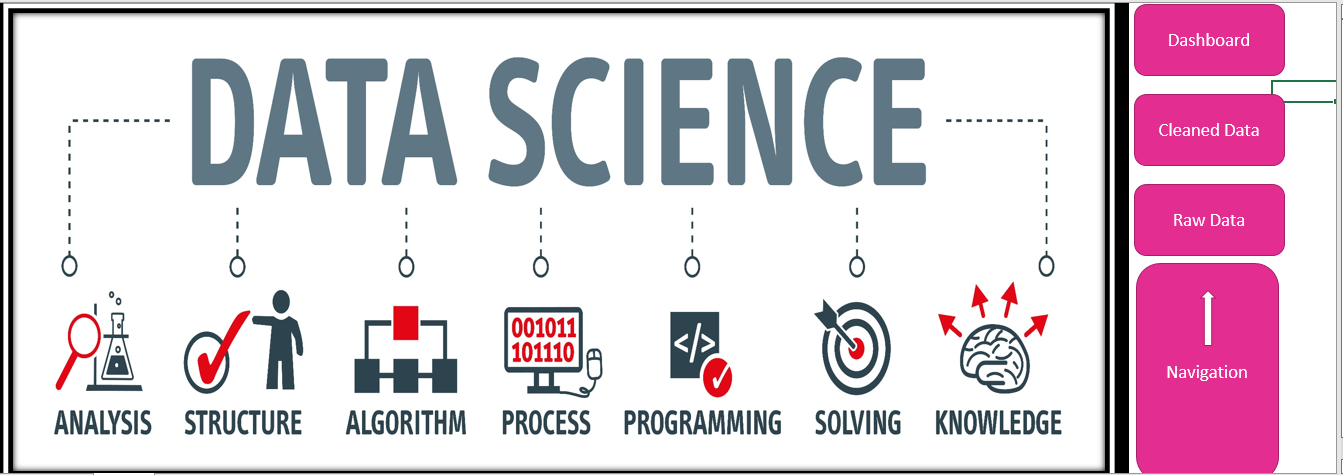 DATA SCIENCE
001011
101110
</>
ANALYSIS STRUCTURE ALGORITHM PROCESS PROGRAMMING SOLVING KNOWLEDGE
Dashboard
Cleaned Data
Raw Data
Navigation